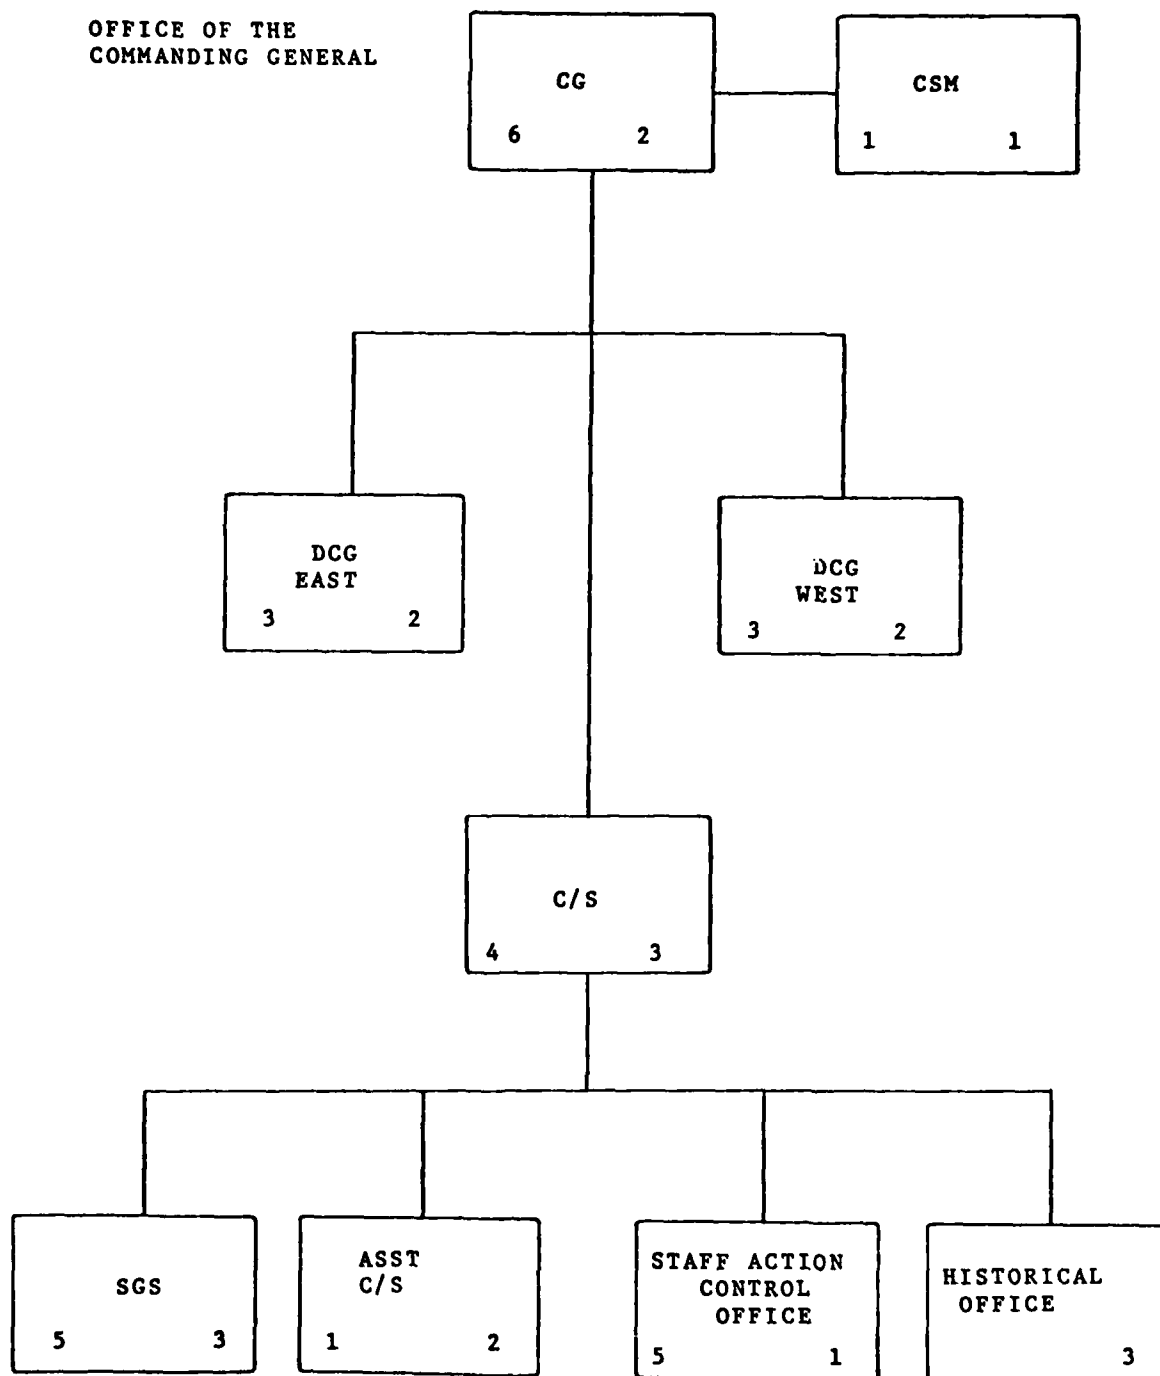 OFFICE OF THE
COMMANDING GENERAL
CG
6 2
CSM
1 1
DCG
EAST
3 2
DCG
WEST
3 2
C/S
4 3
SGS
5 3
ASST
C/S
1 2
STAFF ACTION
CONTROL
OFFICE
5 1
HISTORICAL
OFFICE
3